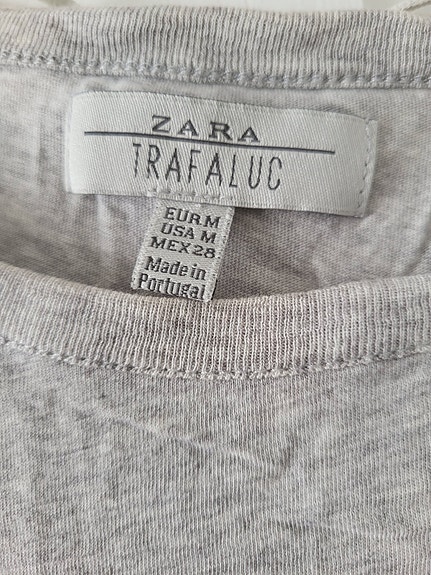 ZARA
TRAFALUC
EUR M
USA M
MEX 28
Made in
Portugal